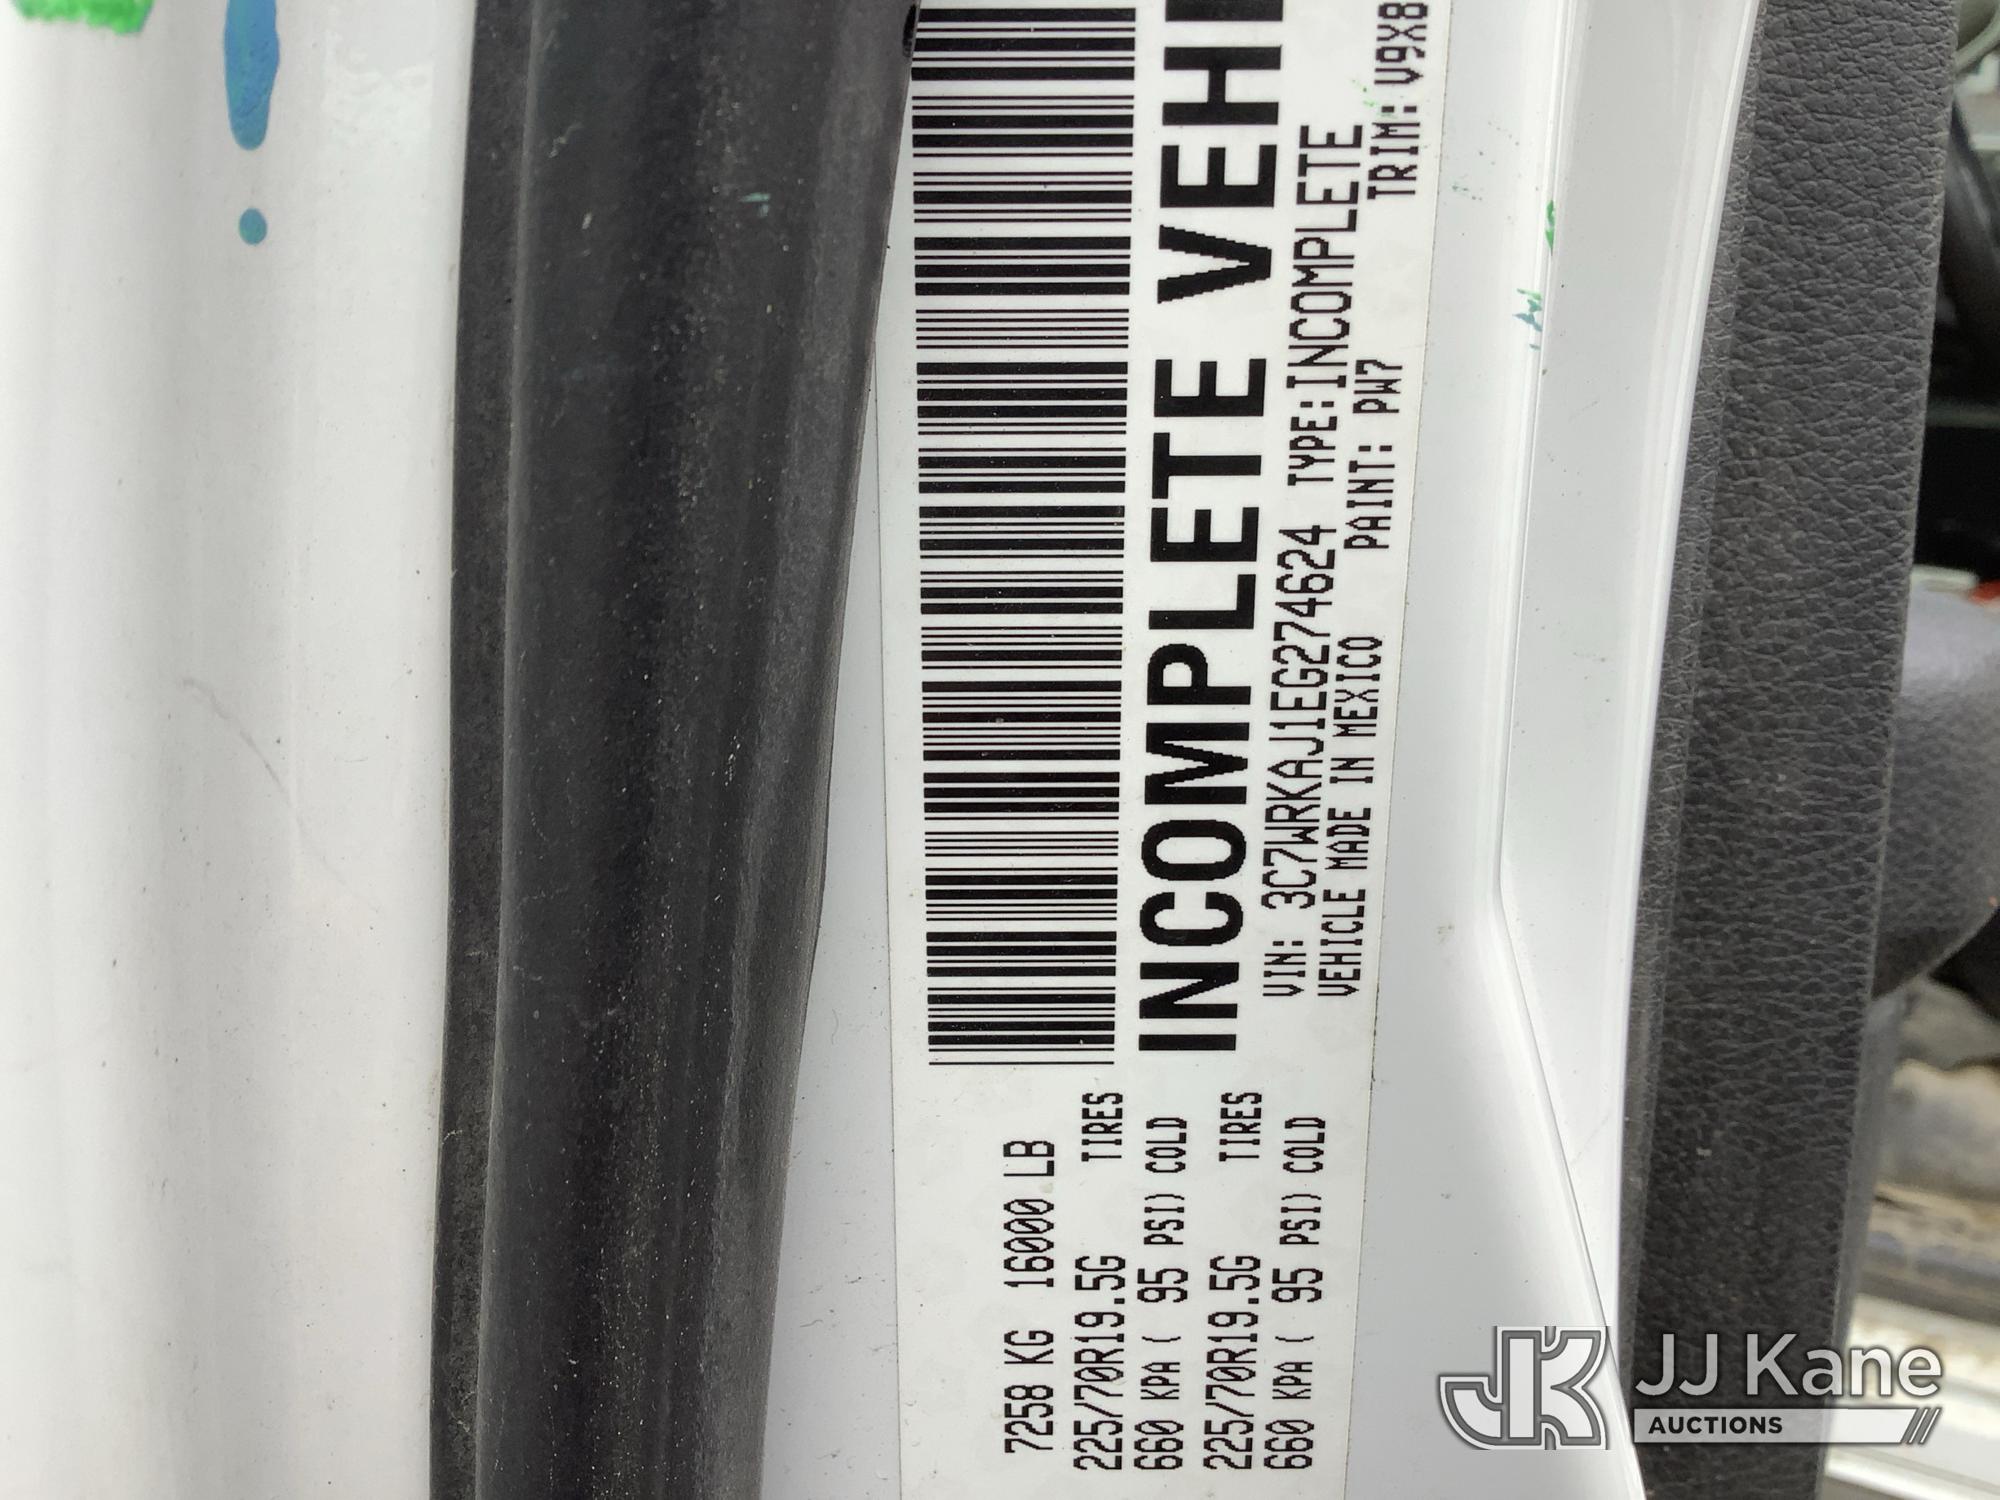 7258 KG 16000 LB
225/70R19.5G TIRES
660 KPA ( 95 PSI) COLD
225/70R19.5G TIRES
660 KPA ( 95 PSI) COLD
INCOMPLETE VEHI
VIN: 3C7WRKAJ1EG274624 TYPE:INCOMPLETE
VEHICLE MADE IN MEXICO PAINT: PW7 TRIM: V9X8
JK JJ Kane
AUCTIONS